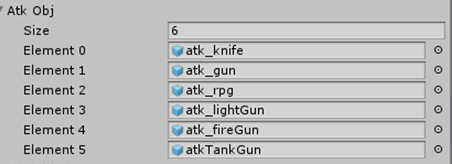 Atk Obj
Size 6
Element 0 atk_knife
Element 1 atk_gun
Element 2 atk_rpg
Element 3 atk_lightGun
Element 4 atk_fireGun
Element 5 atkTankGun